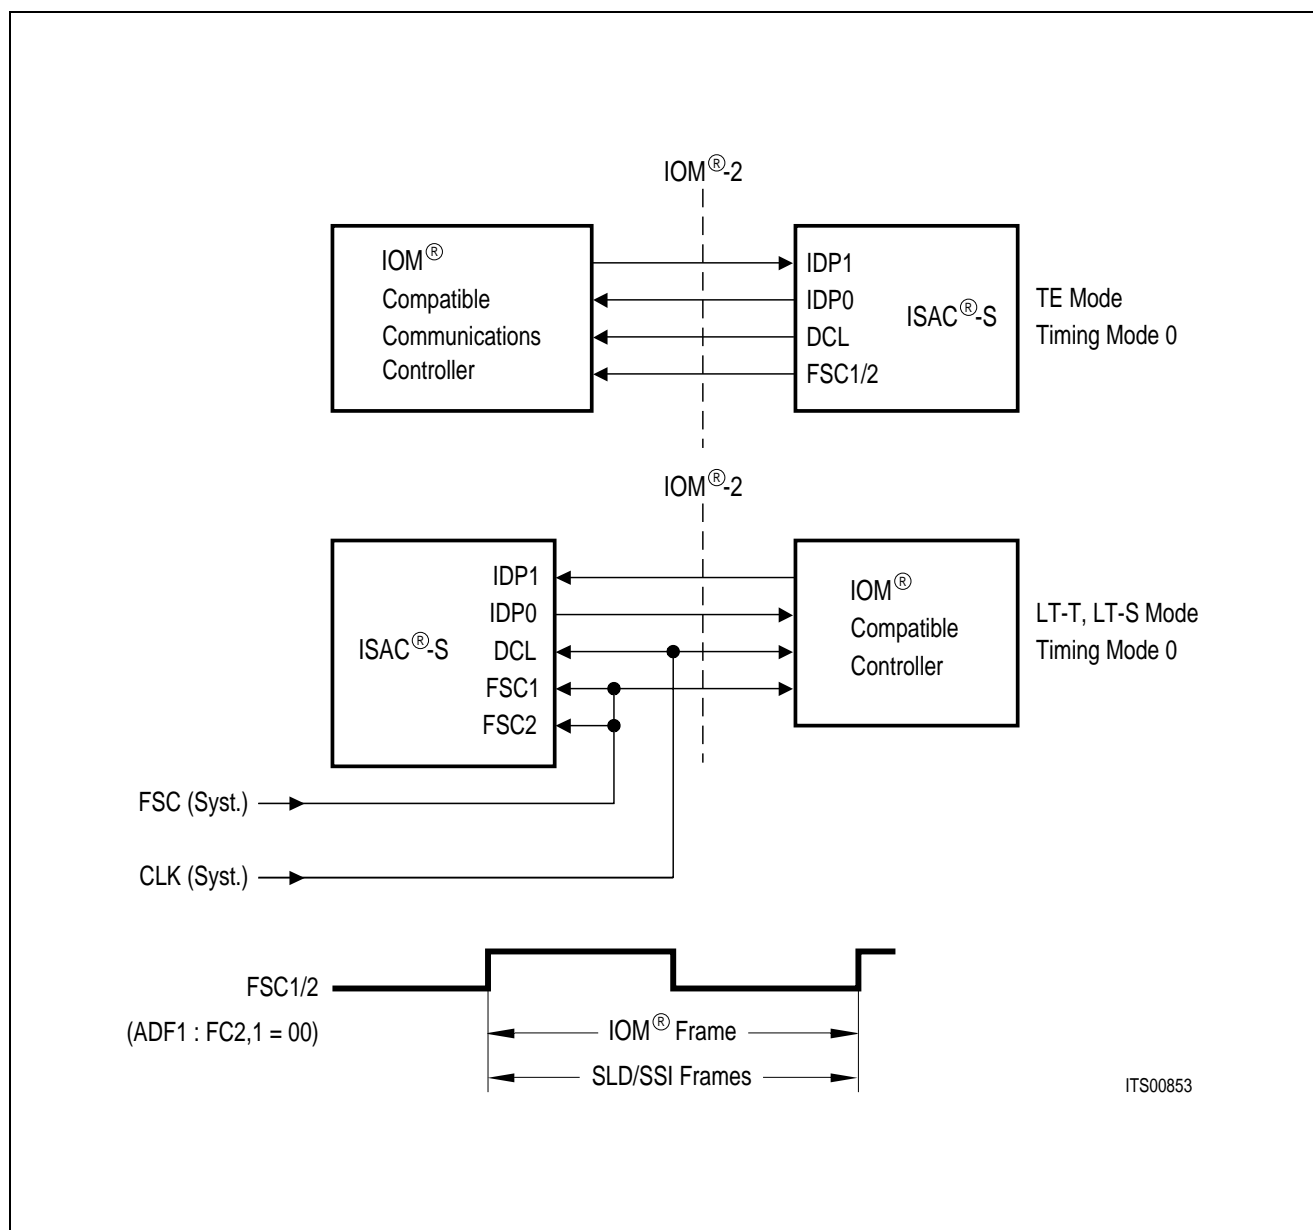 IOM®-2
IOM®
Compatible
Communications
Controller
IDP1
IDP0
DCL
FSC1/2
ISAC®-S
TE Mode
Timing Mode 0
IOM®-2
ISAC®-S
IDP1
IDP0
DCL
FSC1
FSC2
IOM®
Compatible
Controller
LT-T, LT-S Mode
Timing Mode 0
FSC (Syst.)
CLK (Syst.)
FSC1/2
(ADF1 : FC2,1 = 00)
IOM® Frame
SLD/SSI Frames
ITS00853